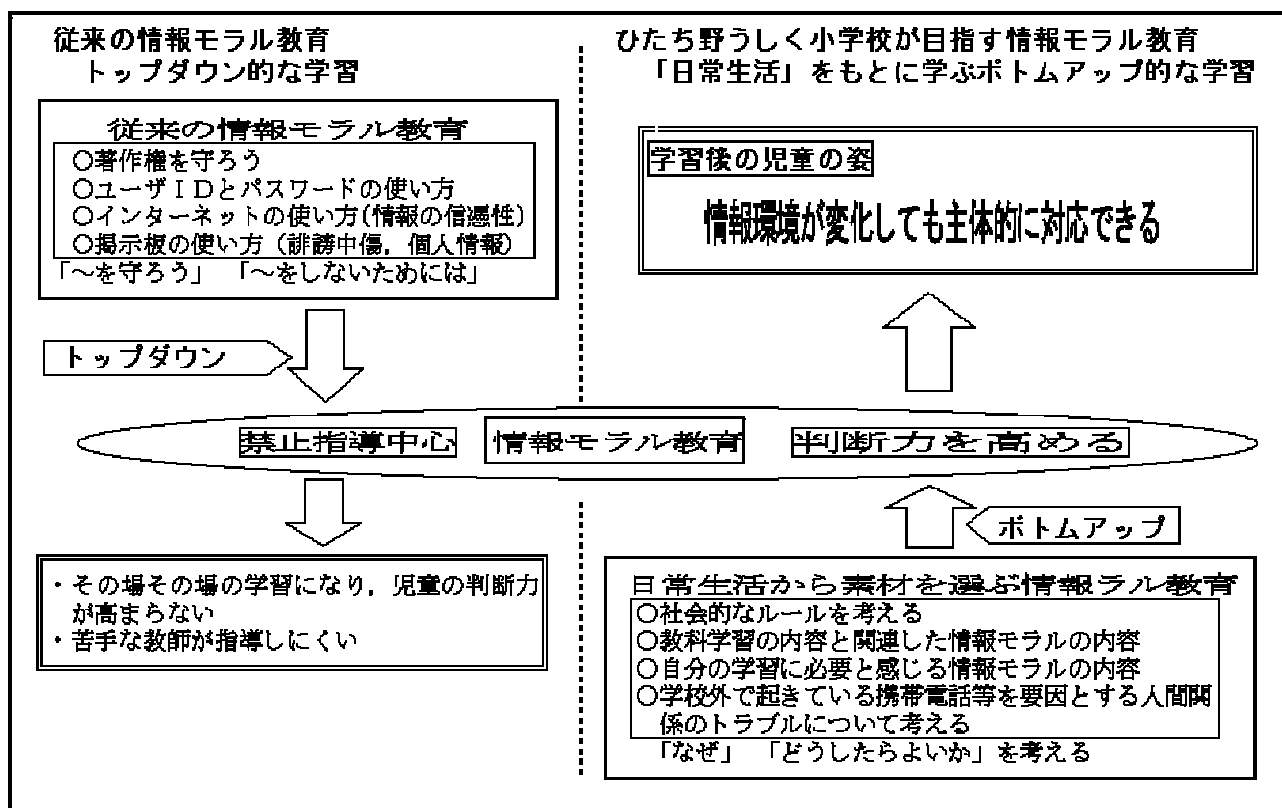 従来の情報モラル教育
トップダウン的な学習
従来の情報モラル教育
○著作権を守ろう
○ユーザIDとパスワードの使い方
○インターネットの使い方(情報の信憑性)
○掲示板の使い方(誹謗中傷,個人情報)
「～を守ろう」 「～をしないためには」
トップダウン
ひたち野うしく小学校が目指す情報モラル教育
「日常生活」をもとに学ぶボトムアップ的な学習
学習後の児童の姿
情報環境が変化しても主体的に対応できる
禁止指導中心 情報モラル教育 判断力を高める
・その場その場の学習になり,児童の判断力
が高まらない
・苦手な教師が指導しにくい
ボトムアップ
日常生活から素材を選ぶ情報ラル教育
○社会的なルールを考える
○教科学習の内容と関連した情報モラルの内容
○自分の学習に必要と感じる情報モラルの内容
○学校外で起きている携帯電話等を要因とする人間関
係のトラブルについて考える
「なぜ」 「どうしたらよいか」を考える